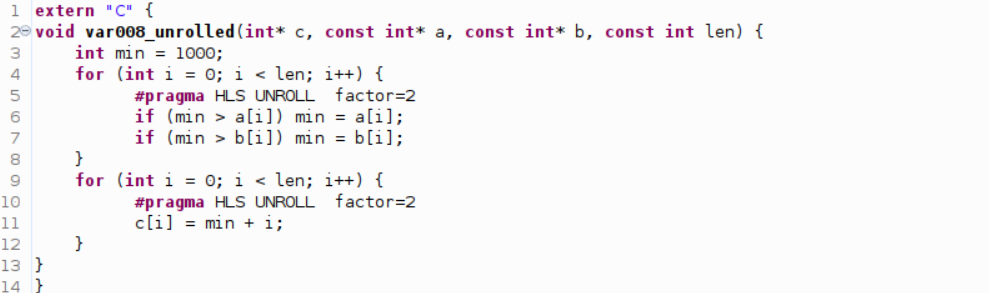 1 extern "C" {
2 void var008_unrolled(int* c, const int* a, const int* b, const int len) {
3     int min = 1000;
4     for (int i = 0; i < len; i++) {
5           #pragma HLS UNROLL  factor=2
6           if (min > a[i]) min = a[i];
7           if (min > b[i]) min = b[i];
8     }
9     for (int i = 0; i < len; i++) {
10           #pragma HLS UNROLL  factor=2
11           c[i] = min + i;
12     }
13 }
14 }